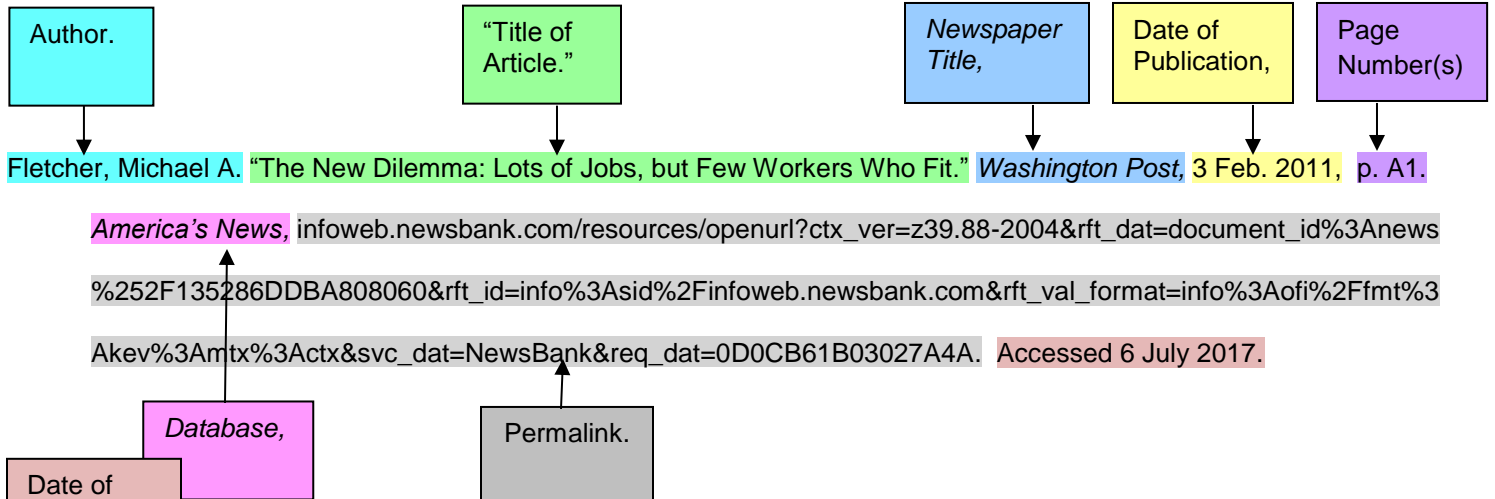 Author.
“Title of
Article.”
Newspaper
Title,
Date of
Publication,
Page
Number(s)
Fletcher, Michael A. “The New Dilemma: Lots of Jobs, but Few Workers Who Fit.” Washington Post, 3 Feb. 2011, p. A1.
America’s News, infoweb.newsbank.com/resources/openurl?ctx_ver=z39.88-2004&rft_dat=document_id%3Anews
%252F135286DDBA808060&rft_id=info%3Asid%2Finfoweb.newsbank.com&rft_val_format=info%3Aofi%2Ffmt%3
Akev%3Amtx%3Actx&svc_dat=NewsBank&req_dat=0D0CB61B03027A4A. Accessed 6 July 2017.
Database,
Permalink.
Date of